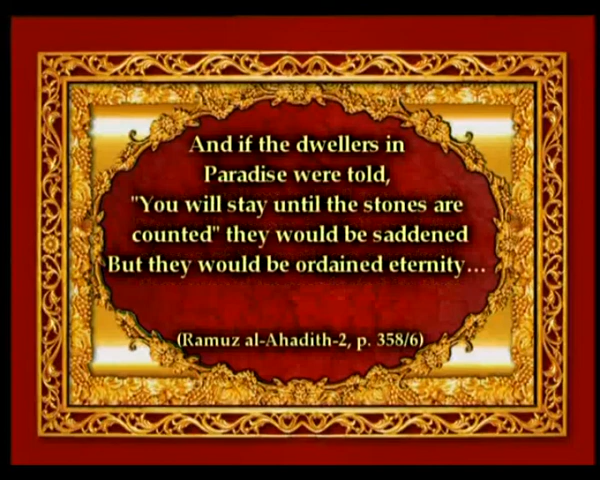 And if the dwellers in
Paradise were told,
"You will stay until the stones are
counted" they would be saddened
But they would be ordained eternity...
(Ramuz al-Ahadith-2, p. 358/6)